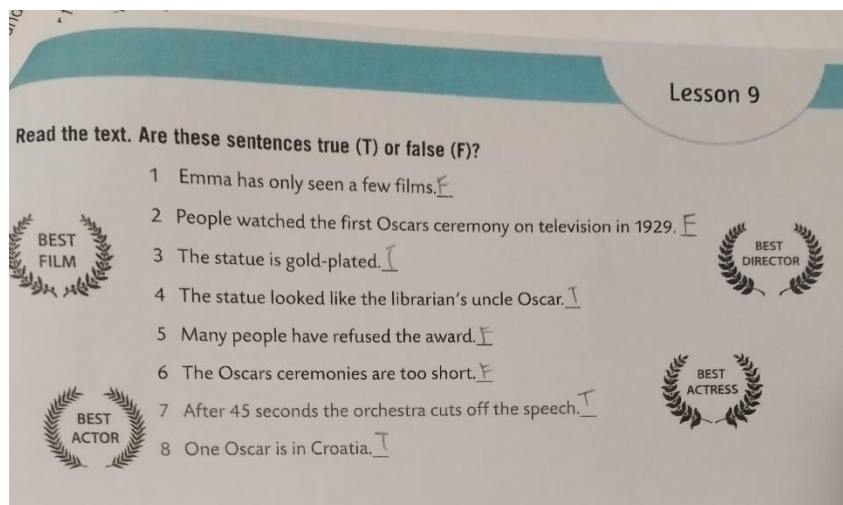 Lesson 9
Read the text. Are these sentences true (T) or false (F)?
1 Emma has only seen a few films. F
2 People watched the first Oscars ceremony on television in 1929. F
3 The statue is gold-plated. T
4 The statue looked like the librarian's uncle Oscar. T
5 Many people have refused the award. F
6 The Oscars ceremonies are too short. F
7 After 45 seconds the orchestra cuts off the speech. T
8 One Oscar is in Croatia. T
BEST
FILM
BEST
DIRECTOR
BEST
ACTOR
BEST
ACTRESS